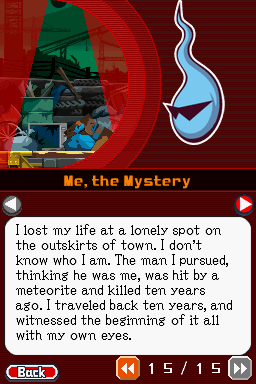 Me, the Mystery
I lost my life at a lonely spot on
the outskirts of town. I don't
know who I am. The man I pursued,
thinking he was me, was hit by a
meteorite and killed ten years
ago. I traveled back ten years, and
witnessed the beginning of it all
with my own eyes.
Back
15/15